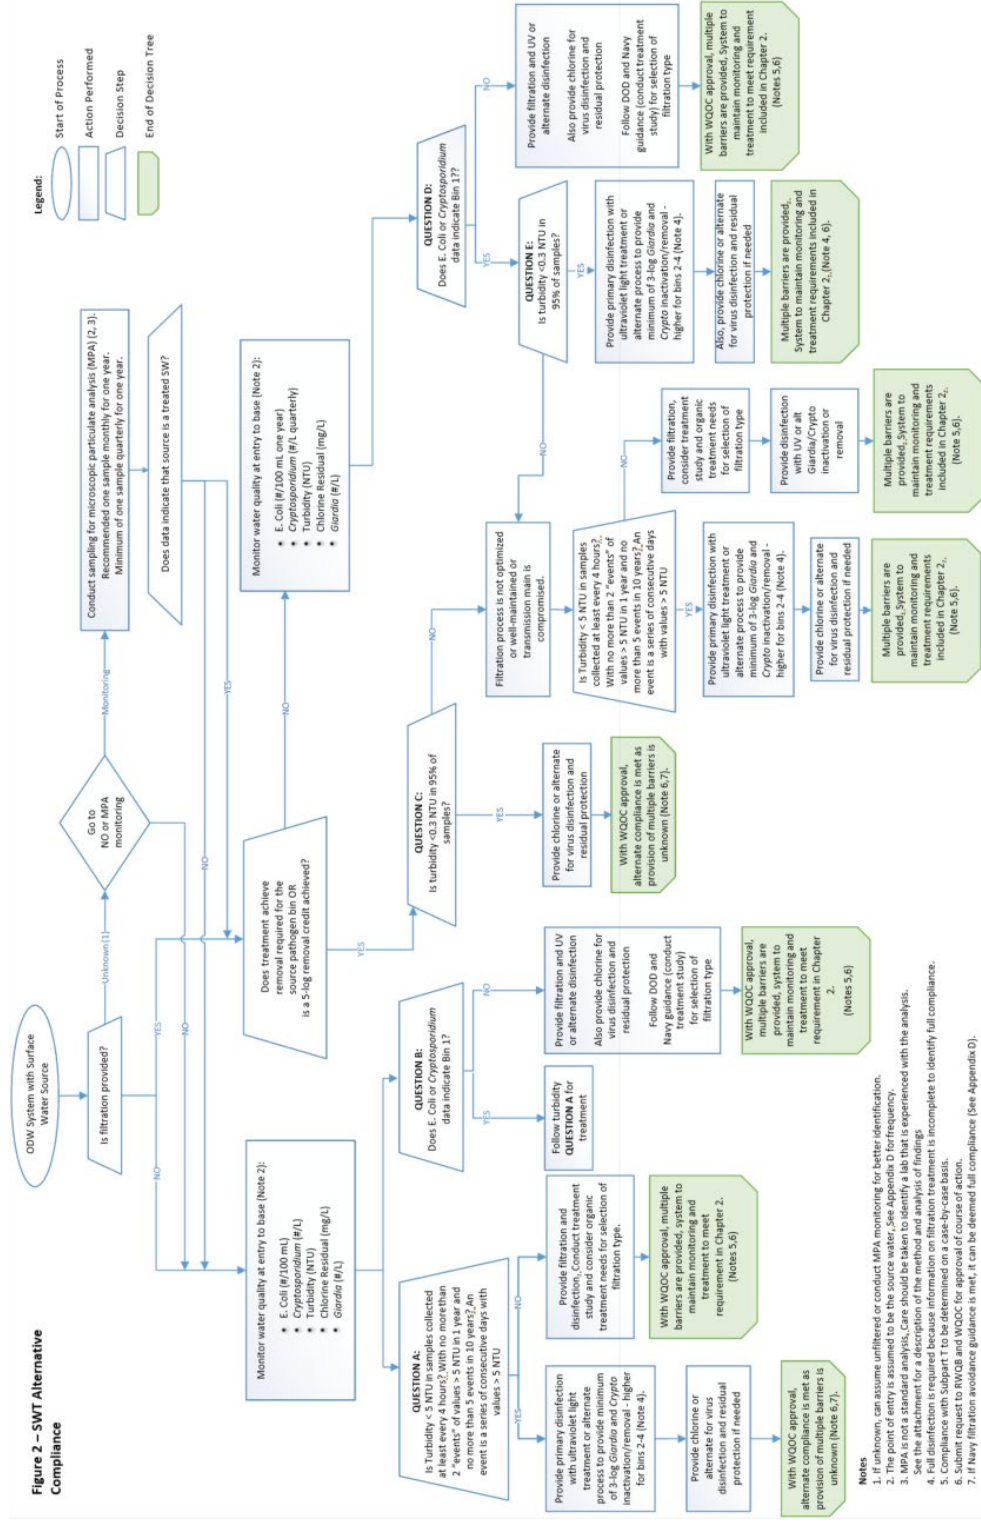 Figure 2 – SWT Alternative
Compliance
Legend:
Start of Process
Action Performed
Decision Step
End of Decision Tree
ODW System with Surface
Water Source
Is filtration provided?
Unknown (1)
Go to
NO or MPA
monitoring
Monitoring
Conduct sampling for microscopic particulate analysis (MPA) (2, 3).
Recommended one sample monthly for one year.
Minimum of one sample quarterly for one year.
Does data indicate that source is a treated SW?
NO
YES
NO
NO
YES
Monitor water quality at entry to base (Note 2):
• E. Coli (#/100 mL)
• Cryptosporidium (#/L)
• Turbidity (NTU)
• Chlorine Residual (mg/L)
• Giardia (#/L)
Does treatment achieve
removal required for the
source pathogen bin OR
is a 5-log removal credit achieved?
NO
YES
Monitor water quality at entry to base (Note 2):
• E. Coli (#/100 mL one year)
• Cryptosporidium (#/L quarterly)
• Turbidity (NTU)
• Chlorine Residual (mg/L)
• Giardia (#/L)
QUESTION A:
Is Turbidity < 5 NTU in samples collected
at least every 4 hours? With no more than
2 "events" of values > 5 NTU in 1 year and
no more than 5 events in 10 years? An
event is a series of consecutive days with
values > 5 NTU
YES
NO
Provide primary disinfection
with ultraviolet light
treatment or alternate
process to provide minimum
of 3-log Giardia and Crypto
inactivation/removal - higher
for bins 2-4 (Note 4).
Provide chlorine or
alternate for virus
disinfection and residual
protection if needed
With WQOC approval,
alternate compliance is met as
provision of multiple barriers is
unknown (Note 6,7).
Provide filtration and
disinfection, Conduct treatment
study and consider organic
treatment needs for selection of
filtration type.
With WQOC approval, multiple
barriers are provided, system to
maintain monitoring and
treatment to meet
requirement in Chapter 2.
(Notes 5,6)
QUESTION B:
Does E. Coli or Cryptosporidium
data indicate Bin 1?
YES
NO
Follow turbidity
QUESTION A for
treatment
Provide filtration and UV
or alternate disinfection
Also provide chlorine for
virus disinfection and
residual protection
Follow DOD and
Navy guidance (conduct
treatment study) for
selection of
filtration type
With WQOC approval,
multiple barriers are
provided, system to
maintain monitoring and
treatment to meet
requirement in Chapter
2.
(Notes 5,6)
QUESTION C:
Is turbidity <0.3 NTU in 95% of
samples?
YES
NO
Provide chlorine or alternate
for virus disinfection and
residual protection
With WQOC approval,
alternate compliance is met as
provision of multiple barriers is
unknown (Note 6,7).
Filtration process is not optimized
or well-maintained or
transmission main is
compromised.
Is Turbidity < 5 NTU in samples
collected at least every 4 hours?
With no more than 2 "events" of
values > 5 NTU in 1 year and no
more than 5 events in 10 years? An
event is a series of consecutive days
with values > 5 NTU
YES
NO
Provide primary disinfection with
ultraviolet light treatment or
alternate process to provide
minimum of 3-log Giardia and
Crypto inactivation/removal -
higher for bins 2-4 (Note 4).
Provide chlorine or alternate
for virus disinfection and
residual protection if needed
Multiple barriers are
provided, System to
maintain monitoring and
treatment requirements
included in Chapter 2,.
(Note 5,6).
Provide filtration,
consider treatment
study and organic
treatment needs
for selection of
filtration type
Provide disinfection
with UV or alt
Giardia/Crypto
inactivation or
removal
Multiple barriers are
provided, System to
maintain monitoring and
treatment requirements
included in Chapter 2,.
(Note 5,6).
QUESTION D:
Does E. Coli or Cryptosporidium
data indicate Bin 1??
YES
NO
QUESTION E:
Is turbidity <0.3 NTU in
95% of samples?
NO
YES
Provide primary disinfection with
ultraviolet light treatment or
alternate process to provide
minimum of 3-log Giardia and
Crypto inactivation/removal -
higher for bins 2-4 (Note 4).
Also, provide chlorine or alternate
for virus disinfection and residual
protection if needed
Multiple barriers are provided,.
System to maintain monitoring and
treatment requirements included in
Chapter 2,. (Note 4, 6).
Provide filtration and UV or
alternate disinfection
Also provide chlorine for
virus disinfection and
residual protection
Follow DOD and Navy
guidance (conduct treatment
study) for selection of
filtration type
With WQOC approval, multiple
barriers are provided, System to
maintain monitoring and
treatment to meet requirement
included in Chapter 2.
(Notes 5,6)
Notes
1. If unknown, can assume unfiltered or conduct MPA monitoring for better identification.
2. The point of entry is assumed to be the source water, See Appendix D for frequency.
3. MPA is not a standard analysis, Care should be taken to identify a lab that is experienced with the analysis.
See the attachment for a description of the method and analysis of findings
4. Full disinfection is required because information on filtration treatment is incomplete to identify full compliance.
5. Compliance with Subpart T to be determined on a case-by-case basis.
6. Submit request to RWQB and WQOC for approval of course of action.
7. If Navy filtration avoidance guidance is met, it can be deemed full compliance (See Appendix D).